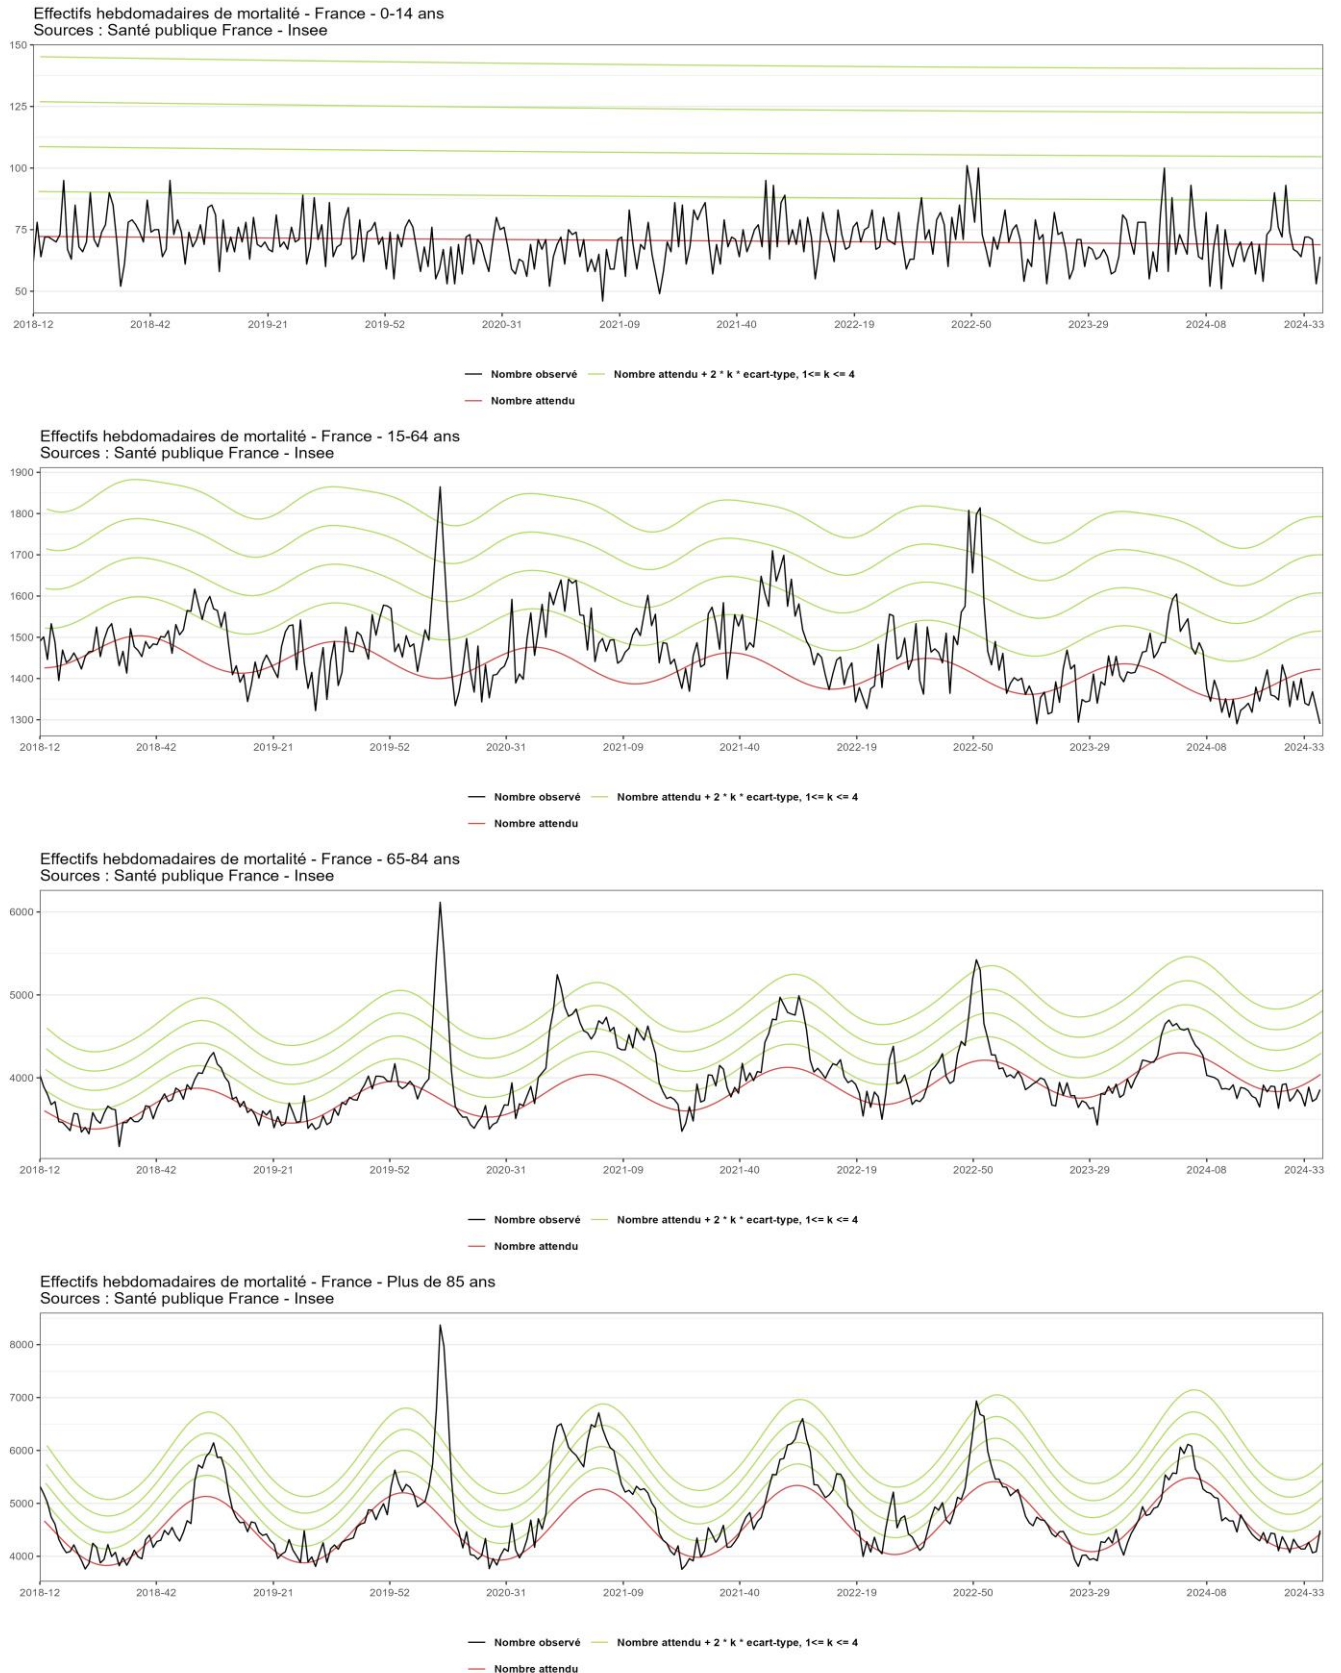 Effectifs hebdomadaires de mortalité - France - 0-14 ans
Sources : Santé publique France - Insee
150
125
100
75
50
2018-12 2018-42 2019-21 2019-52 2020-31 2021-09 2021-40 2022-19 2022-50 2023-29 2024-08 2024-33
Nombre observé Nombre attendu + 2 * k * ecart-type, 1<= k <= 4
Nombre attendu
Effectifs hebdomadaires de mortalité - France - 15-64 ans
Sources : Santé publique France - Insee
1900
1800
1700
1600
1500
1400
1300
2018-12 2018-42 2019-21 2019-52 2020-31 2021-09 2021-40 2022-19 2022-50 2023-29 2024-08 2024-33
Nombre observé Nombre attendu + 2 * k * ecart-type, 1<= k <= 4
Nombre attendu
Effectifs hebdomadaires de mortalité - France - 65-84 ans
Sources : Santé publique France - Insee
6000
5000
4000
2018-12 2018-42 2019-21 2019-52 2020-31 2021-09 2021-40 2022-19 2022-50 2023-29 2024-08 2024-33
Nombre observé Nombre attendu + 2 * k * ecart-type, 1<= k <= 4
Nombre attendu
Effectifs hebdomadaires de mortalité - France - Plus de 85 ans
Sources : Santé publique France - Insee
8000
7000
6000
5000
4000
2018-12 2018-42 2019-21 2019-52 2020-31 2021-09 2021-40 2022-19 2022-50 2023-29 2024-08 2024-33
Nombre observé Nombre attendu + 2 * k * ecart-type, 1<= k <= 4
Nombre attendu